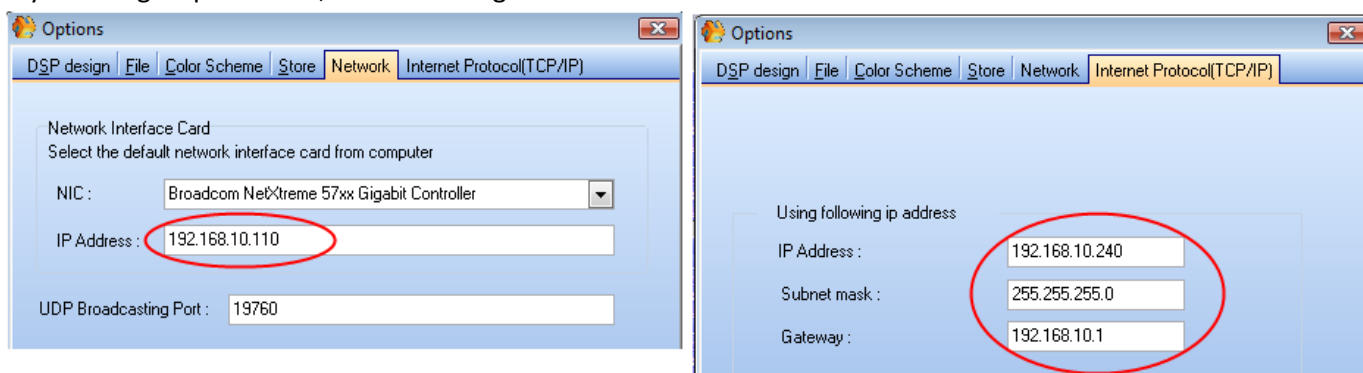 Options
DSP design File Color Scheme Store Network Internet Protocol(TCP/IP)
Network Interface Card
Select the default network interface card from computer
NIC : Broadcom NetXtreme 57xx Gigabit Controller
IP Address : 192.168.10.110
UDP Broadcasting Port : 19760
Options
DSP design File Color Scheme Store Network Internet Protocol(TCP/IP)
Using following ip address
IP Address : 192.168.10.240
Subnet mask : 255.255.255.0
Gateway : 192.168.10.1